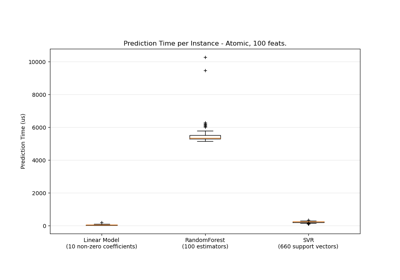 Prediction Time per Instance - Atomic, 100 feats.
10000
8000
6000
4000
2000
0
Prediction Time (us)
Linear Model
(10 non-zero coefficients)
RandomForest
(100 estimators)
SVR
(660 support vectors)